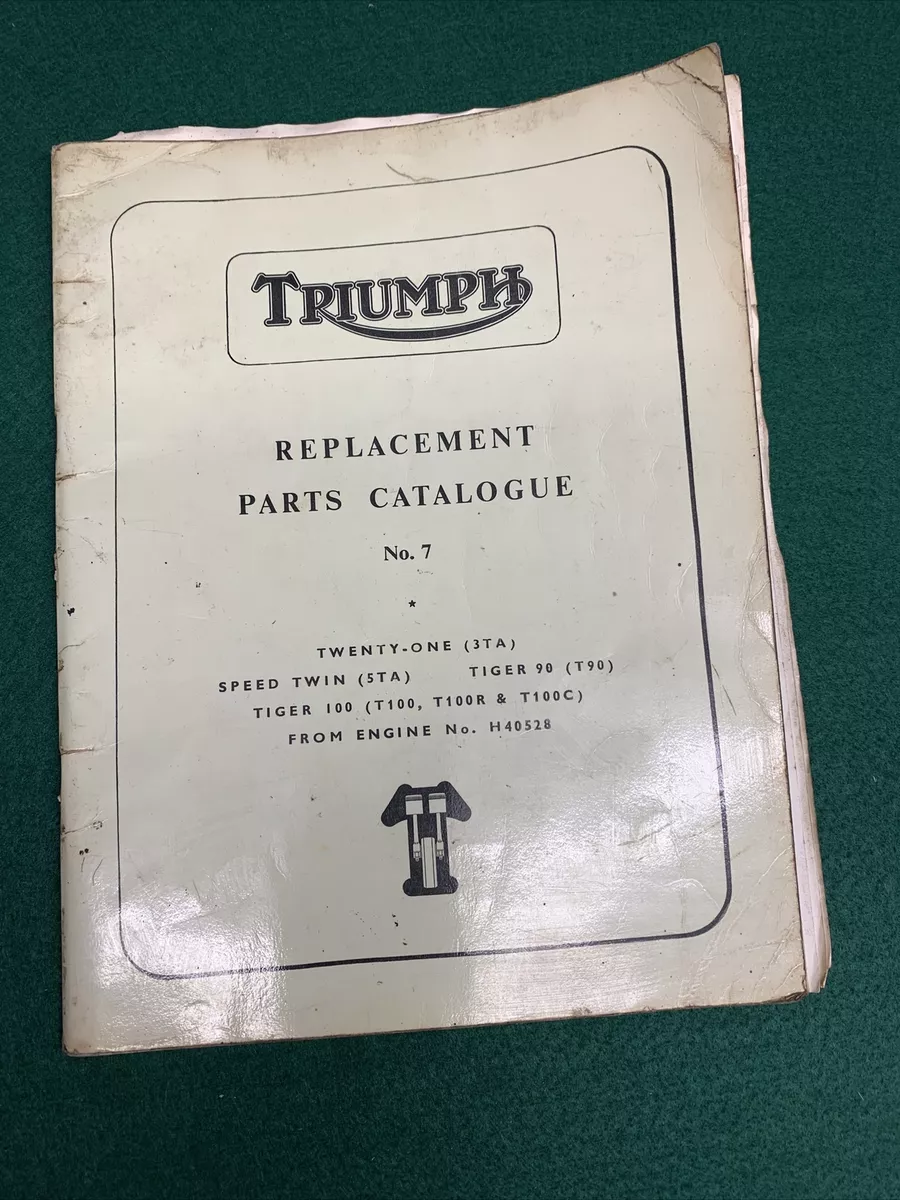 TRIUMPH
REPLACEMENT
PARTS CATALOGUE
No. 7
TWENTY-ONE (3TA)
SPEED TWIN (5TA) TIGER 90 (T90)
TIGER 100 (T100, T100R & T100C)
FROM ENGINE No. H40528